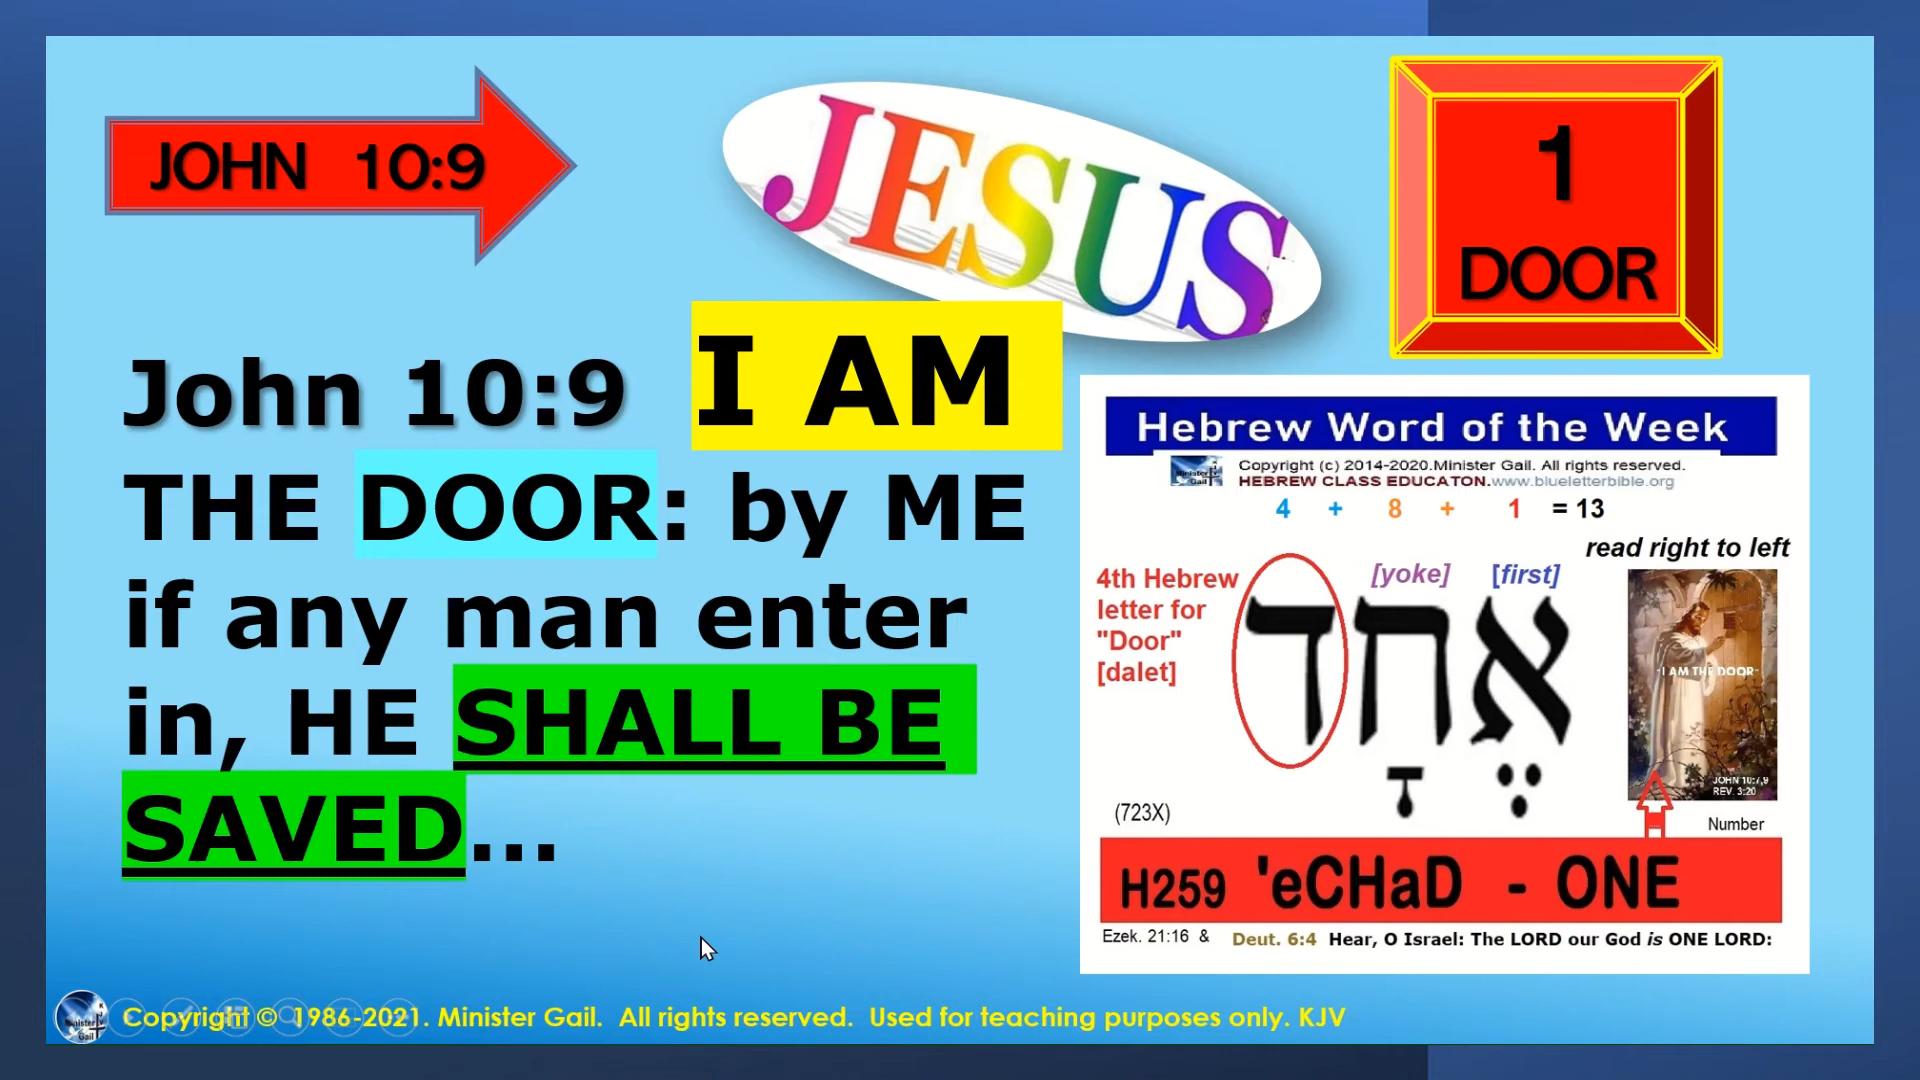 JOHN 10:9
JESUS
1
DOOR
John 10:9 I AM
THE DOOR: by ME
if any man enter
in, HE SHALL BE
SAVED...
Hebrew Word of the Week
Copyright (c) 2014-2020.Minister Gail. All rights reserved.
HEBREW CLASS EDUCATON.www.blueletterbible.org
4 + 8 + 1 = 13
read right to left
4th Hebrew
letter for
"Door"
[dalet]
[yoke] [first]
אֶחָד
I AM THE DOOR
JOHN 10:7,9
REV. 3:20
(723X)
Number
H259 'eCHaD - ONE
Ezek. 21:16 & Deut. 6:4 Hear, O Israel: The LORD our God is ONE LORD:
Minister Gail
Copyright © 1986-2021. Minister Gail. All rights reserved. Used for teaching purposes only. KJV